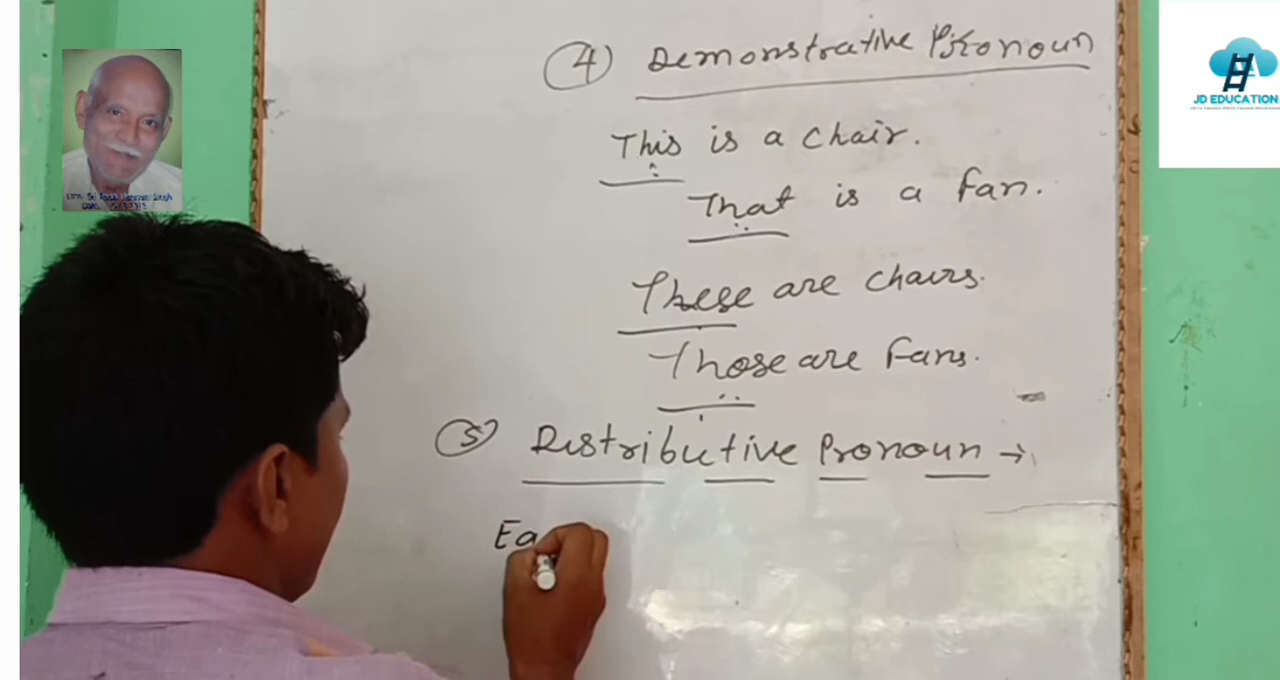 ④ Demonstrative Pronoun
This is a chair.
That is a Fan.
These are chairs.
Those are Fans.
⑤ Distributive Pronoun →
Ea
JD EDUCATION